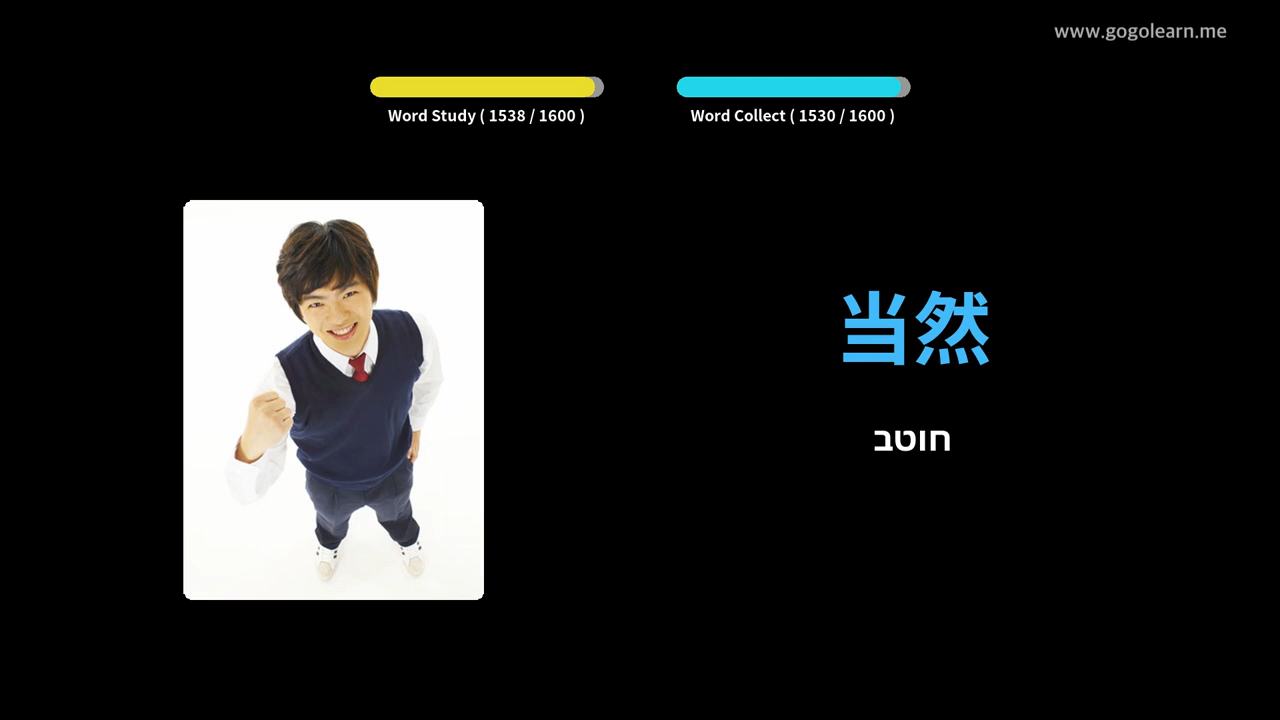 www.gogolearn.me
Word Study ( 1538 / 1600 )
Word Collect ( 1530 / 1600 )
当然
חוטב